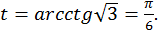 t = arcctg√3 = π/6.